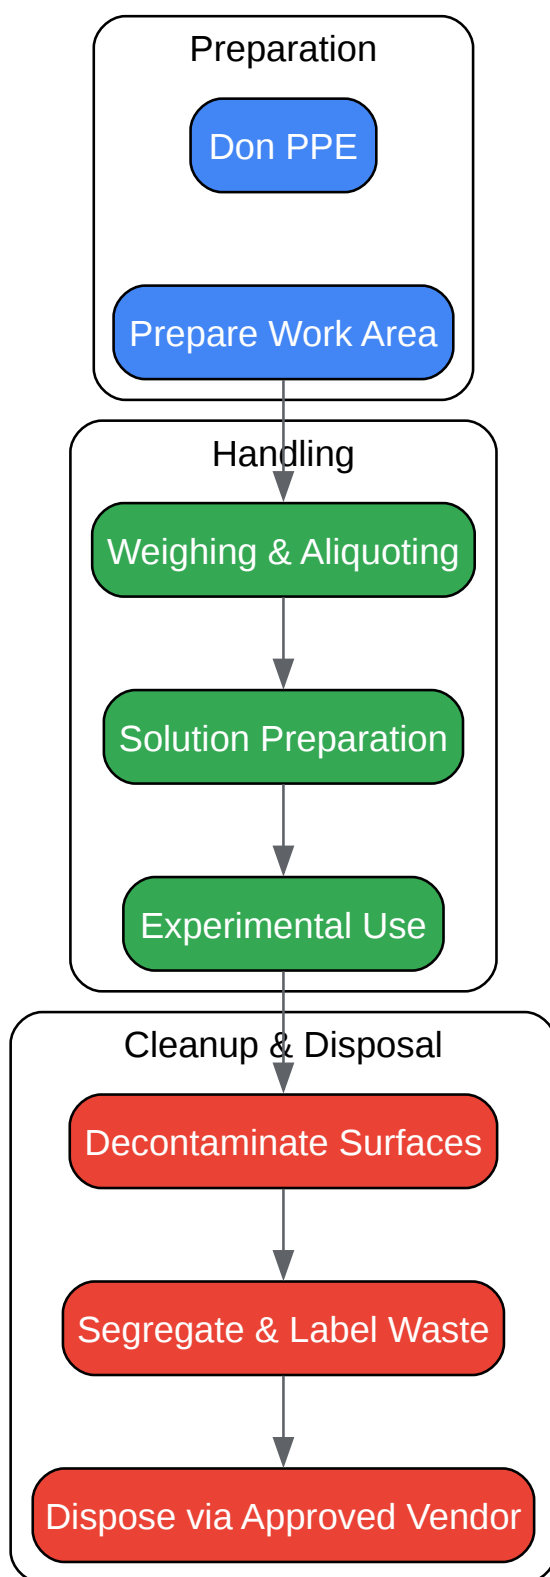 Preparation
Don PPE
Prepare Work Area
Handling
Weighing & Aliquoting
Solution Preparation
Experimental Use
Cleanup & Disposal
Decontaminate Surfaces
Segregate & Label Waste
Dispose via Approved Vendor